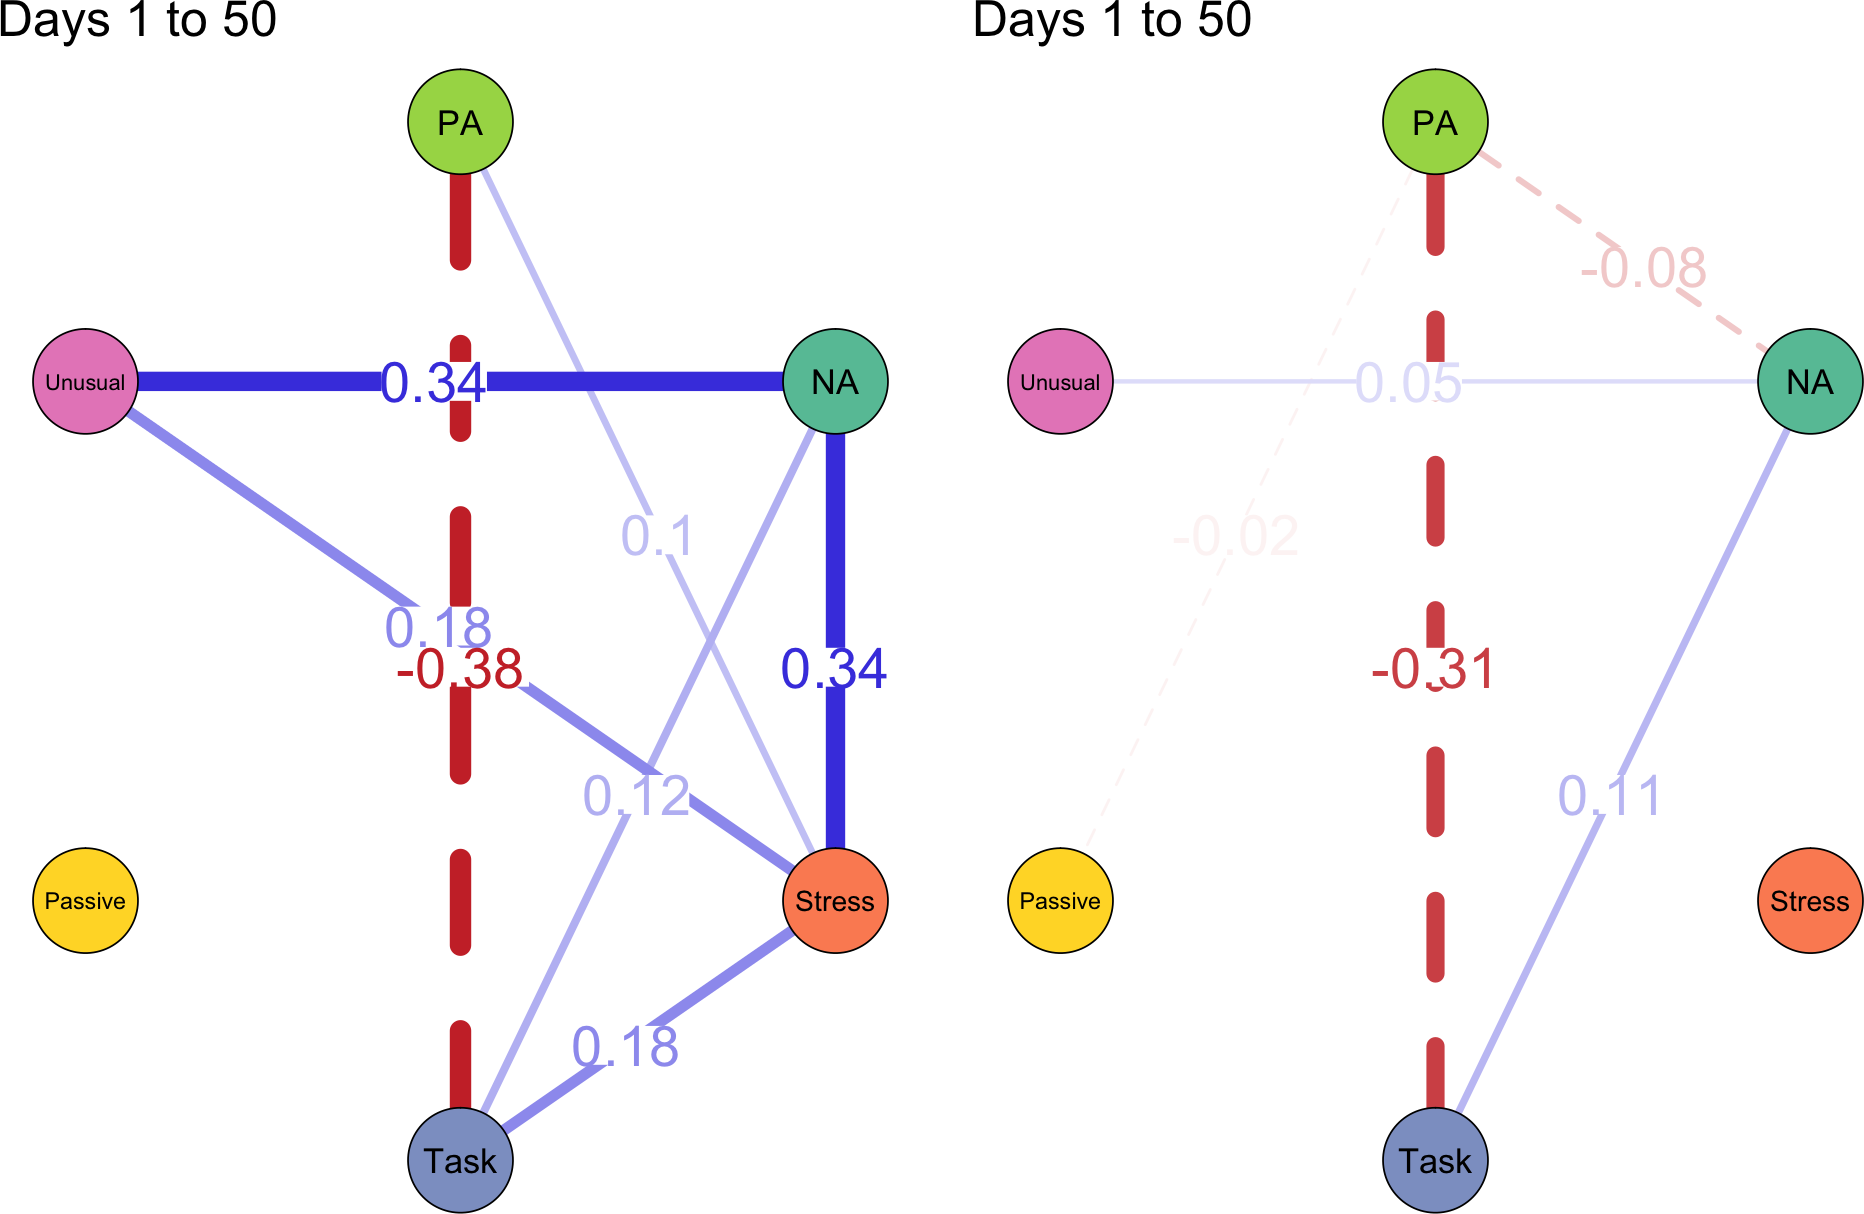 Days 1 to 50
PA
Unusual
0.34
NA
0.1
0.18
-0.38
0.34
0.12
Passive
Stress
0.18
Task
Days 1 to 50
PA
-0.08
Unusual
0.05
NA
-0.02
-0.31
0.11
Passive
Stress
Task